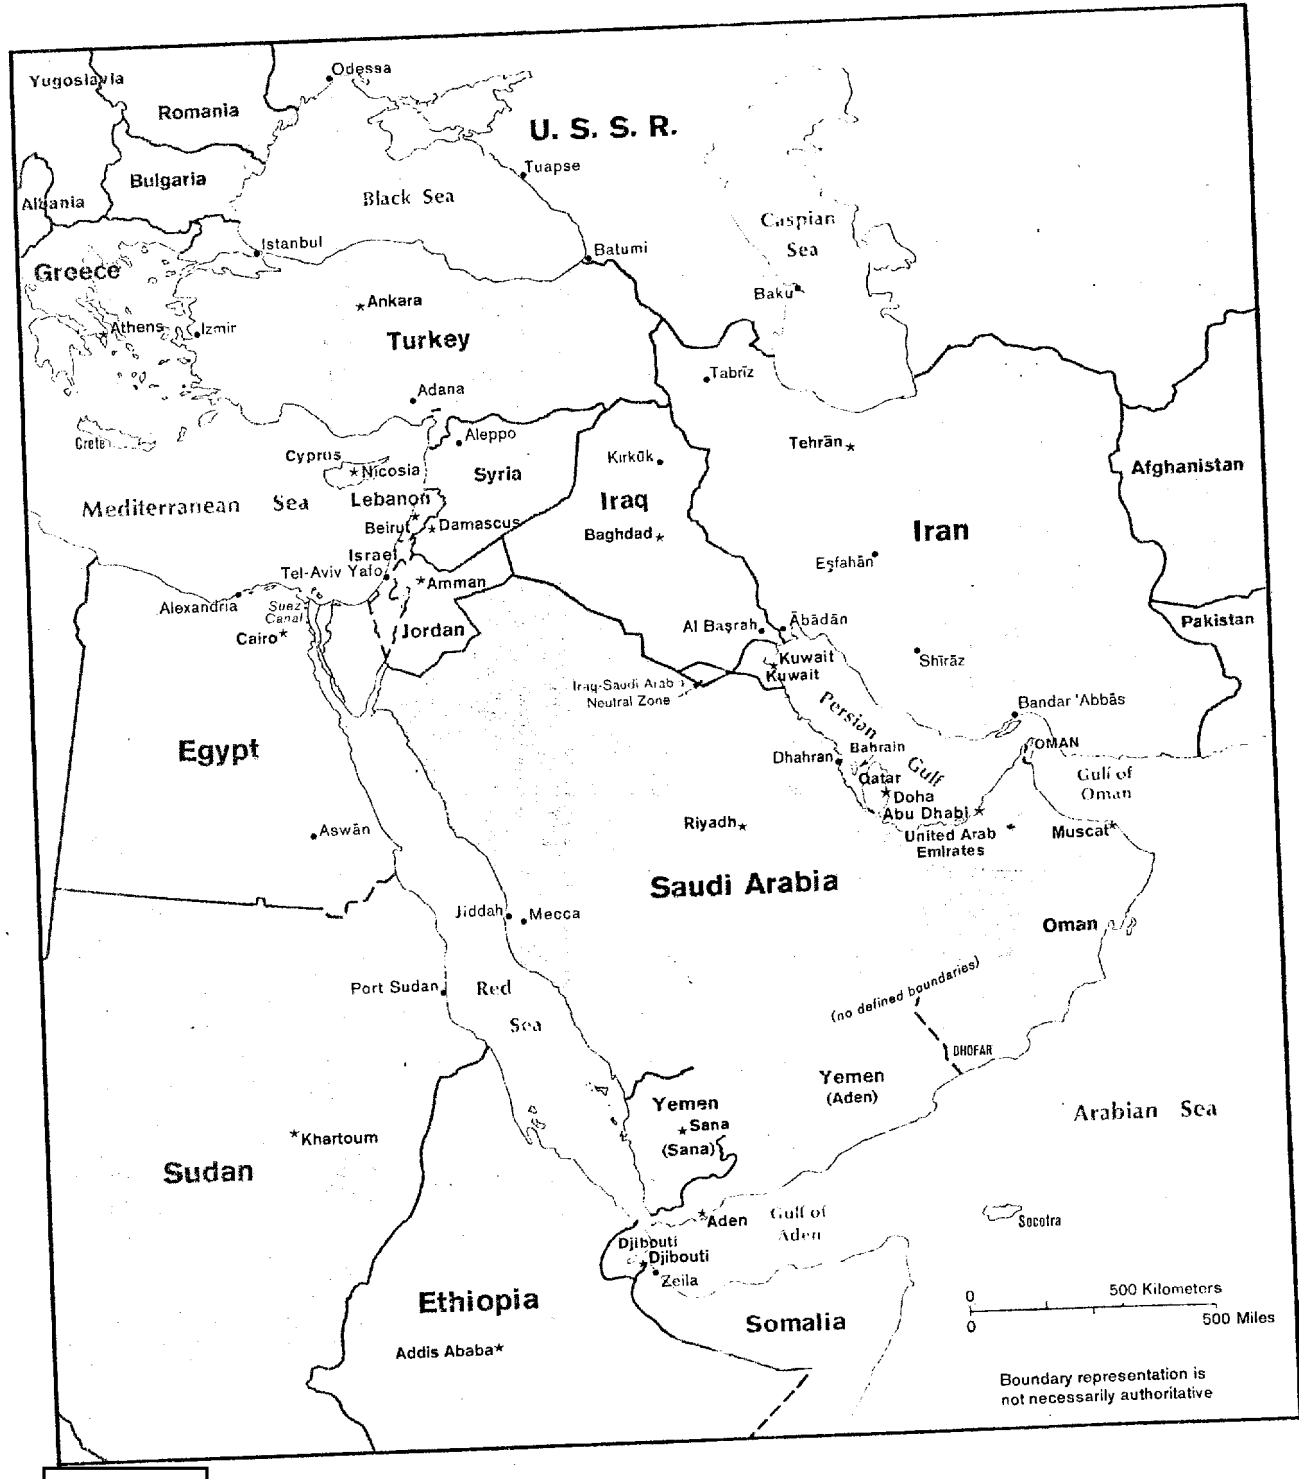 Yugoslavia
Romania
Odessa
U. S. S. R.
Bulgaria
Albania
Tuapse
Black Sea
Caspian
Sea
Istanbul
Batumi
Greece
Baku
Ankara
Athens
Izmir
Turkey
Tabrīz
Adana
Crete
Aleppo
Tehrān
Cyprus
Nicosia
Kirkūk
Syria
Afghanistan
Mediterranean Sea
Lebanon
Iraq
Beirut
Damascus
Baghdad
Iran
Israel
Eşfahān
Tel-Aviv Yafo
Amman
Alexandria
Suez
Canal
Cairo
Jordan
Al Başrah
Ābādān
Pakistan
Kuwait
Kuwait
Shīrāz
Iraq-Saudi Arab
Neutral Zone
Persian
Gulf
Bandar 'Abbās
Egypt
Dhahran
Bahrain
OMAN
Qatar
Doha
Gulf of
Oman
Abu Dhabi
Riyadh
United Arab
Emirates
Muscat
Aswān
Saudi Arabia
Jiddah
Mecca
Oman
Port Sudan
Red
Sea
(no defined boundaries)
DHOFAR
Yemen
(Aden)
Yemen
Sana
(Sana)
Arabian Sea
Khartoum
Sudan
Aden
Gulf of
Aden
Socotra
Djibouti
Djibouti
Zeila
Ethiopia
Somalia
Addis Ababa
0 500 Kilometers
0 500 Miles
Boundary representation is
not necessarily authoritative